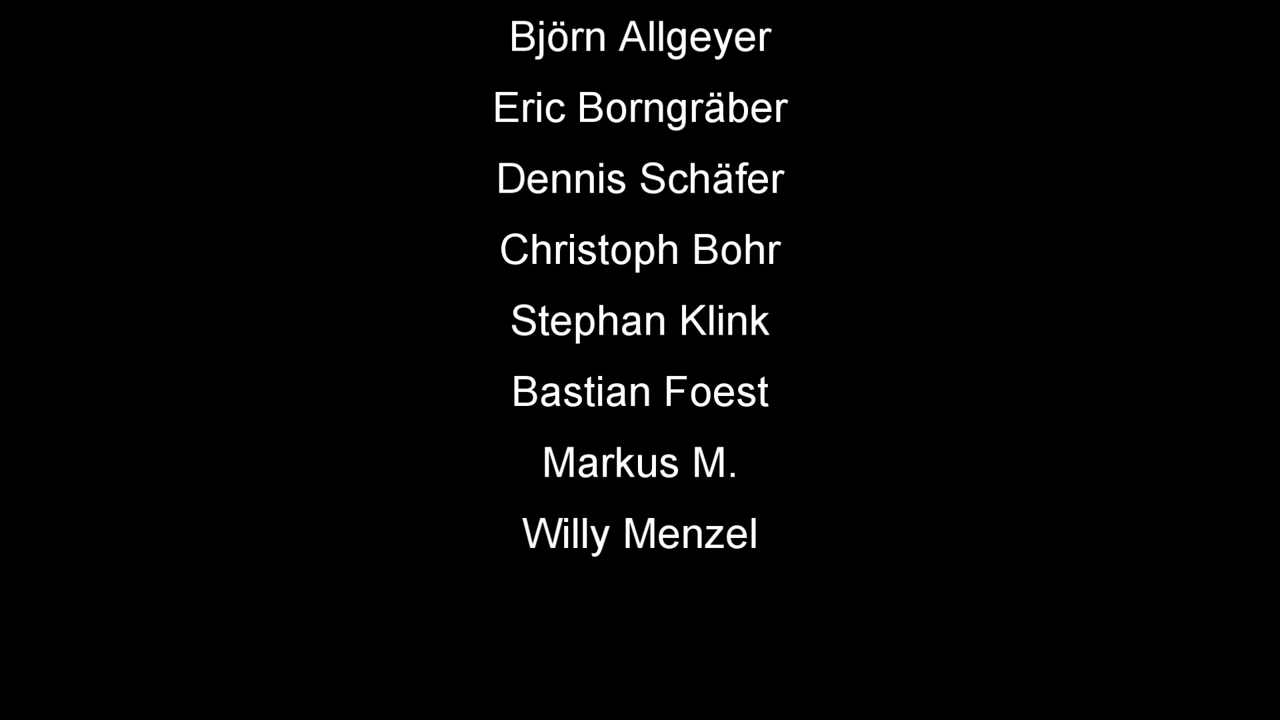 Björn Allgeyer
Eric Borngräber
Dennis Schäfer
Christoph Bohr
Stephan Klink
Bastian Foest
Markus M.
Willy Menzel